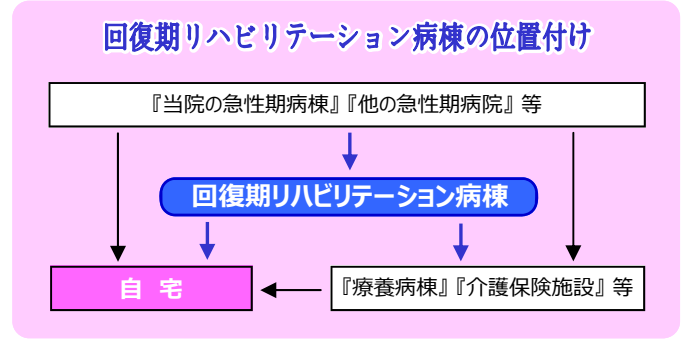 回復期リハビリテーション病棟の位置付け
『当院の急性期病棟』『他の急性期病院』 等
回復期リハビリテーション病棟
自 宅
『療養病棟』『介護保険施設』 等